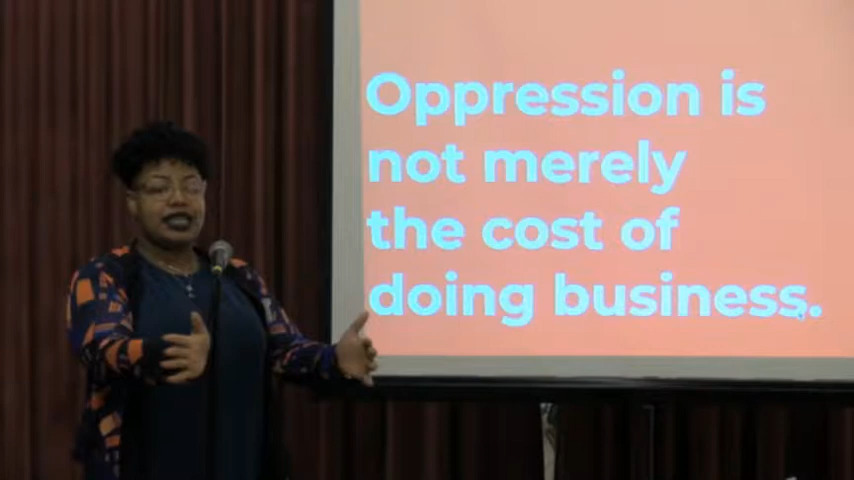 Oppression is
not merely
the cost of
doing business.